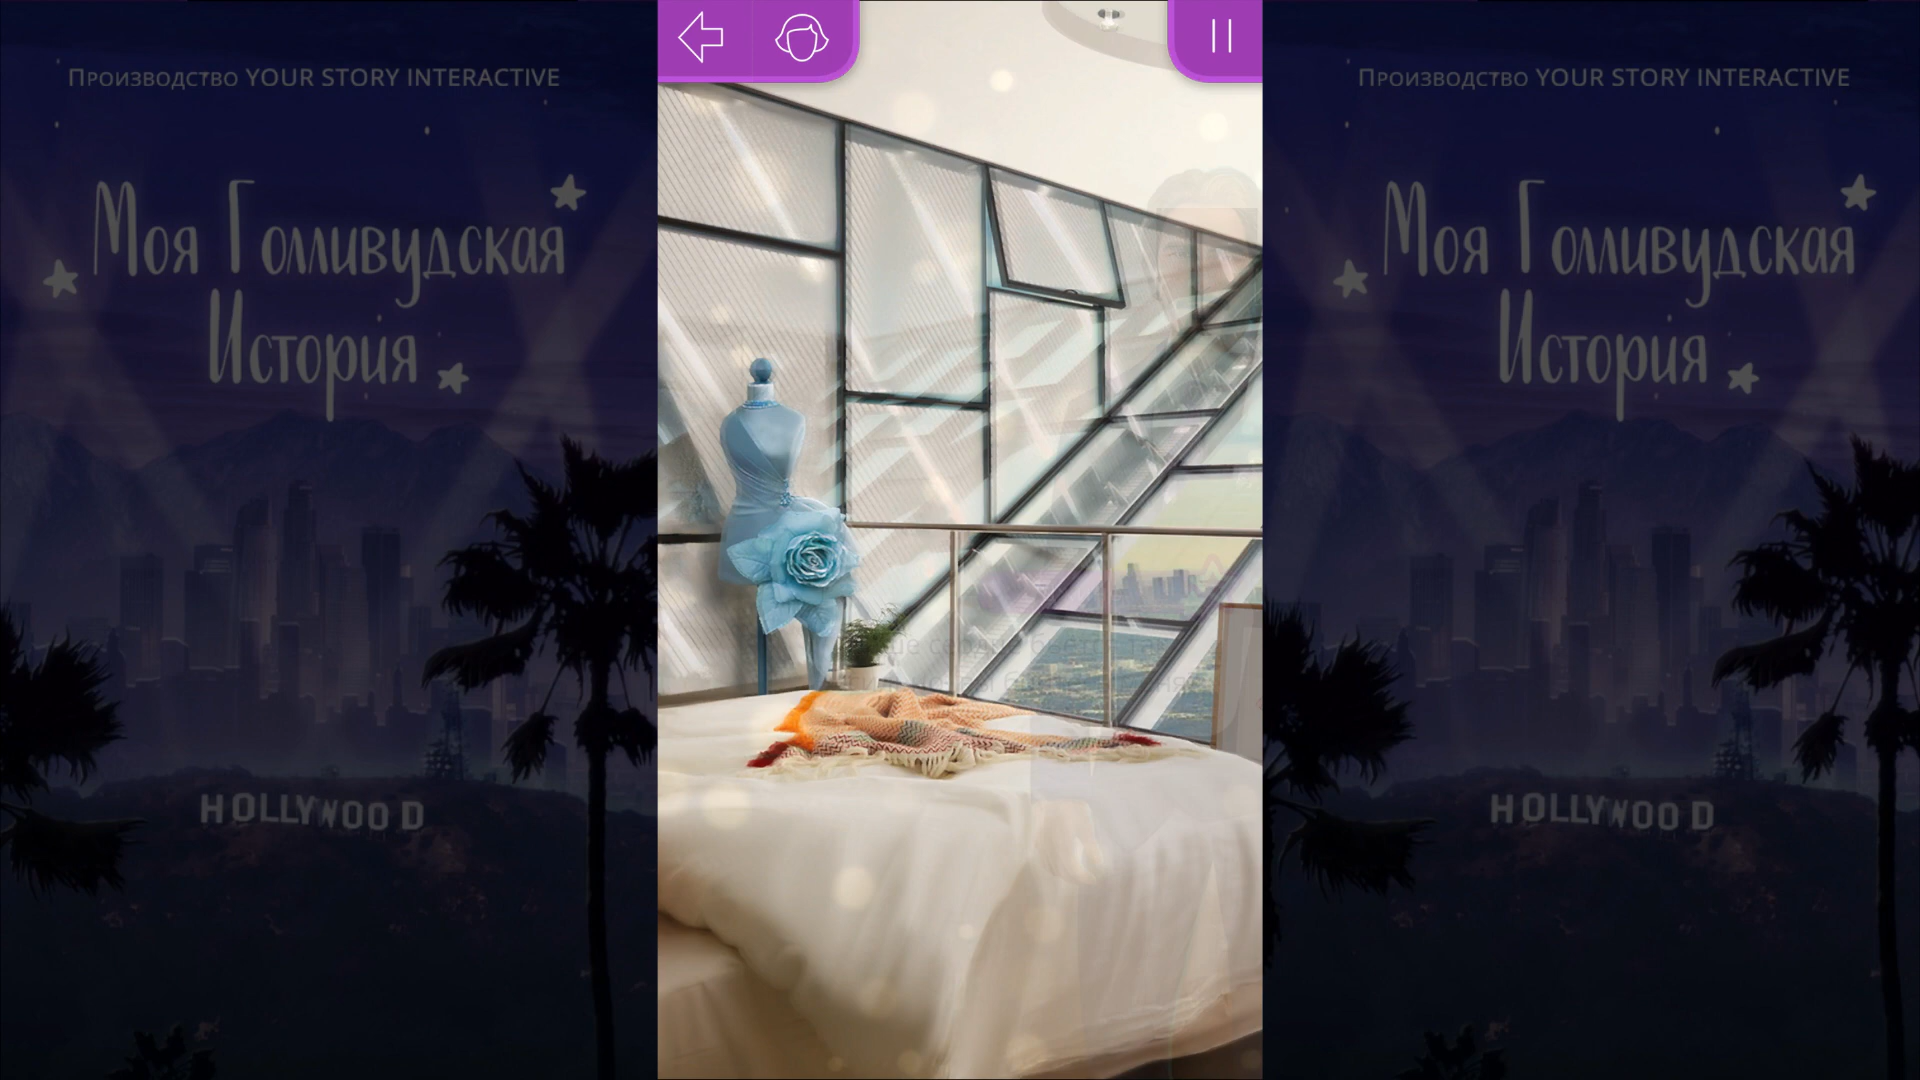 Производство YOUR STORY INTERACTIVE
Моя Голливудская
История
HOLLYWOOD
Производство YOUR STORY INTERACTIVE
Моя Голливудская
История
HOLLYWOOD